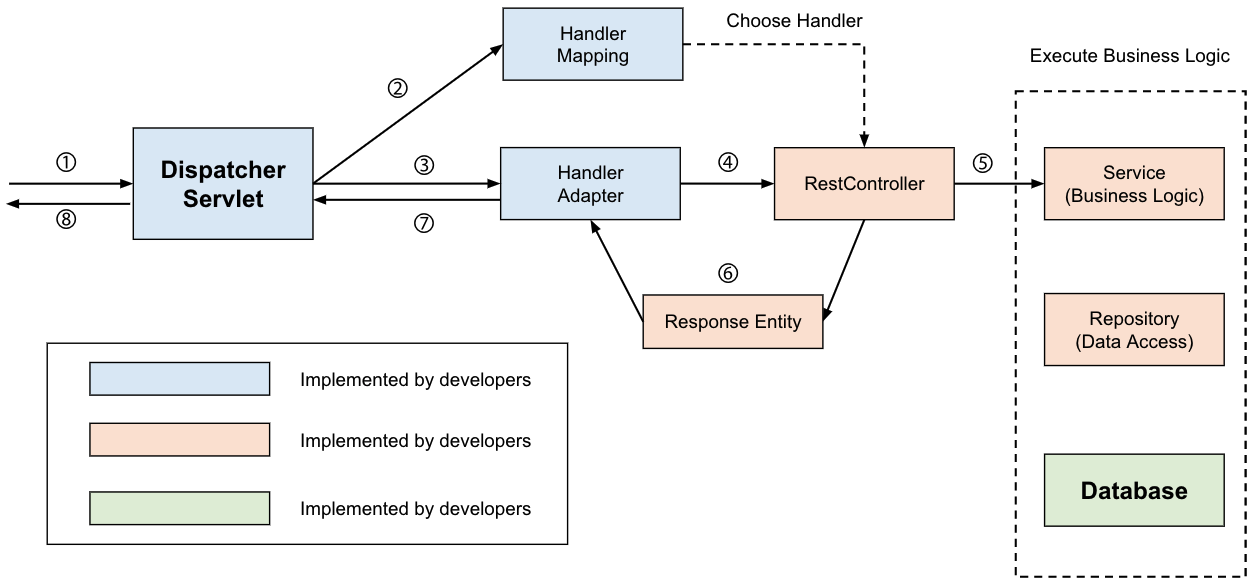 Choose Handler
Handler
Mapping
Execute Business Logic
②
①
Dispatcher
Servlet
③
Handler
Adapter
④
RestController
⑤
Service
(Business Logic)
⑧
⑦
⑥
Response Entity
Repository
(Data Access)
Implemented by developers
Implemented by developers
Implemented by developers
Database